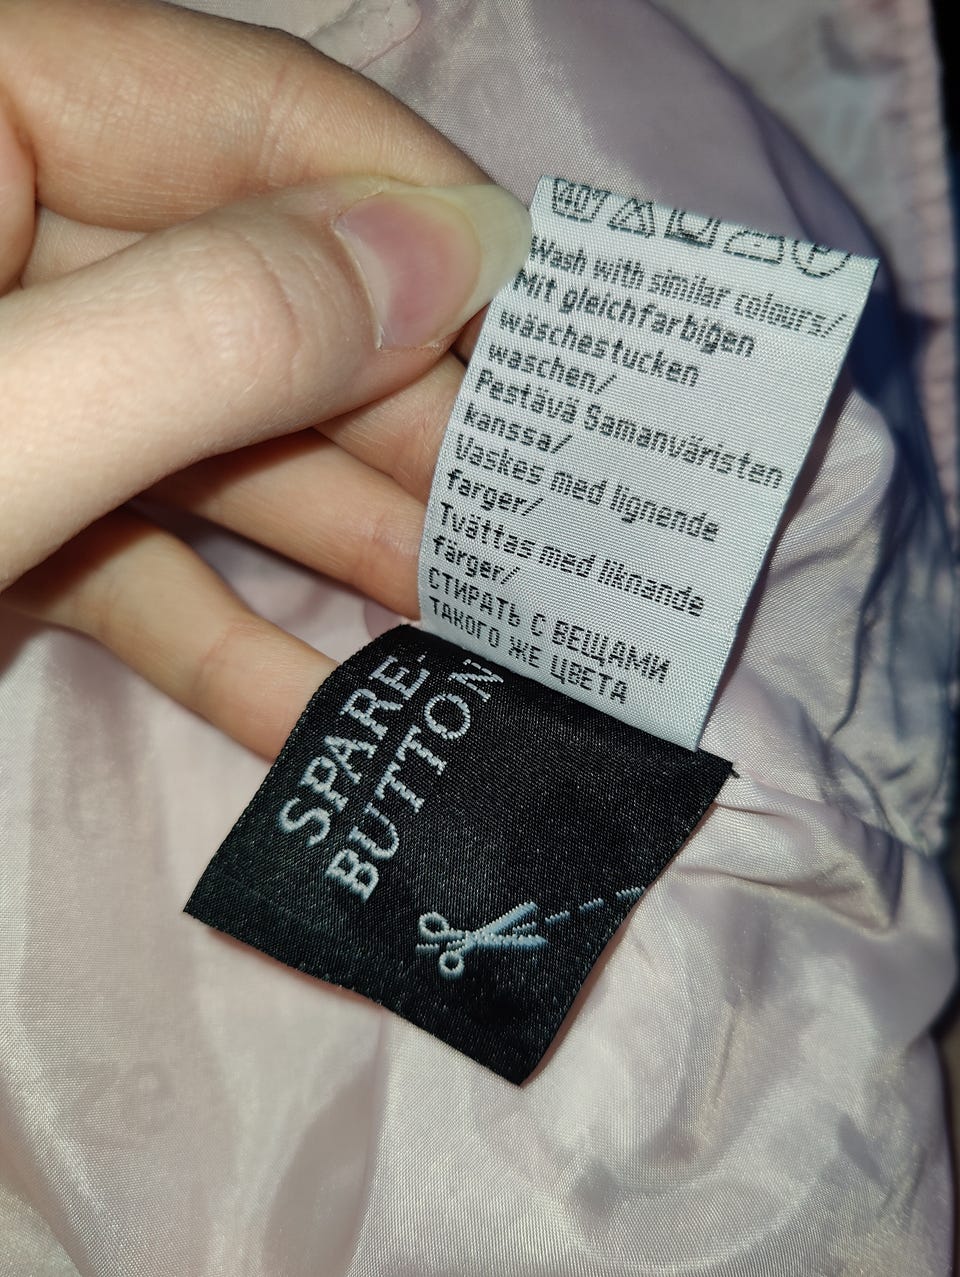 40
P
Wash with similar colours/
Mit gleichfarbigen
wäschestucken
waschen/
Pestävä Samanväristen
kanssa/
Vaskes med lignende
farger/
Tvättas med liknande
färger/
СТИРАТЬ С ВЕЩАМИ
ТАКОГО ЖЕ ЦВЕТА
SPARE-
BUTTON